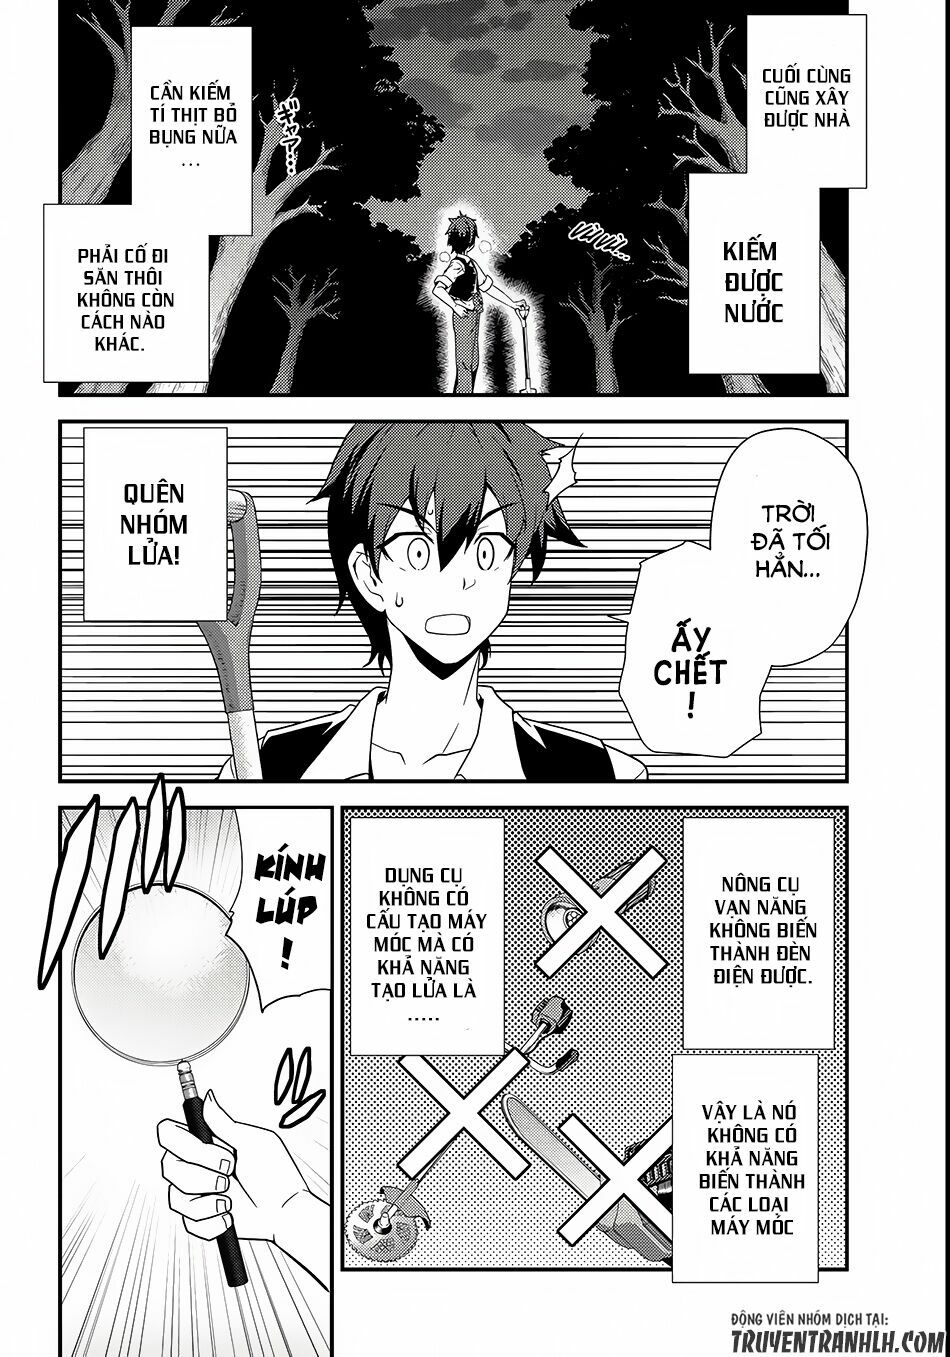 CUỐI CÙNG
CŨNG XÂY
ĐƯỢC NHÀ
KIẾM
ĐƯỢC
NƯỚC
CẦN KIẾM
TÍ THỊT BỎ
BỤNG NỮA
...
ギャア...
PHẢI CỐ ĐI
SĂN THÔI
KHÔNG CÒN
CÁCH NÀO
KHÁC.
TRỜI
ĐÃ TỐI
HẲN...
ẤY
CHẾT
!
QUÊN
NHÓM
LỬA!
NÔNG CỤ
VẠN NĂNG
KHÔNG BIẾN
THÀNH ĐÈN
ĐIỆN ĐƯỢC.
VẬY LÀ NÓ
KHÔNG CÓ
KHẢ NĂNG
BIẾN THÀNH
CÁC LOẠI
MÁY MÓC
DỤNG CỤ
KHÔNG CÓ
CẤU TẠO MÁY
MÓC MÀ CÓ
KHẢ NĂNG
TẠO LỬA LÀ
.....
KÍNH
LÚP
!
ĐỘNG VIÊN NHÓM DỊCH TẠI:
TRUYENTRANHLH.COM